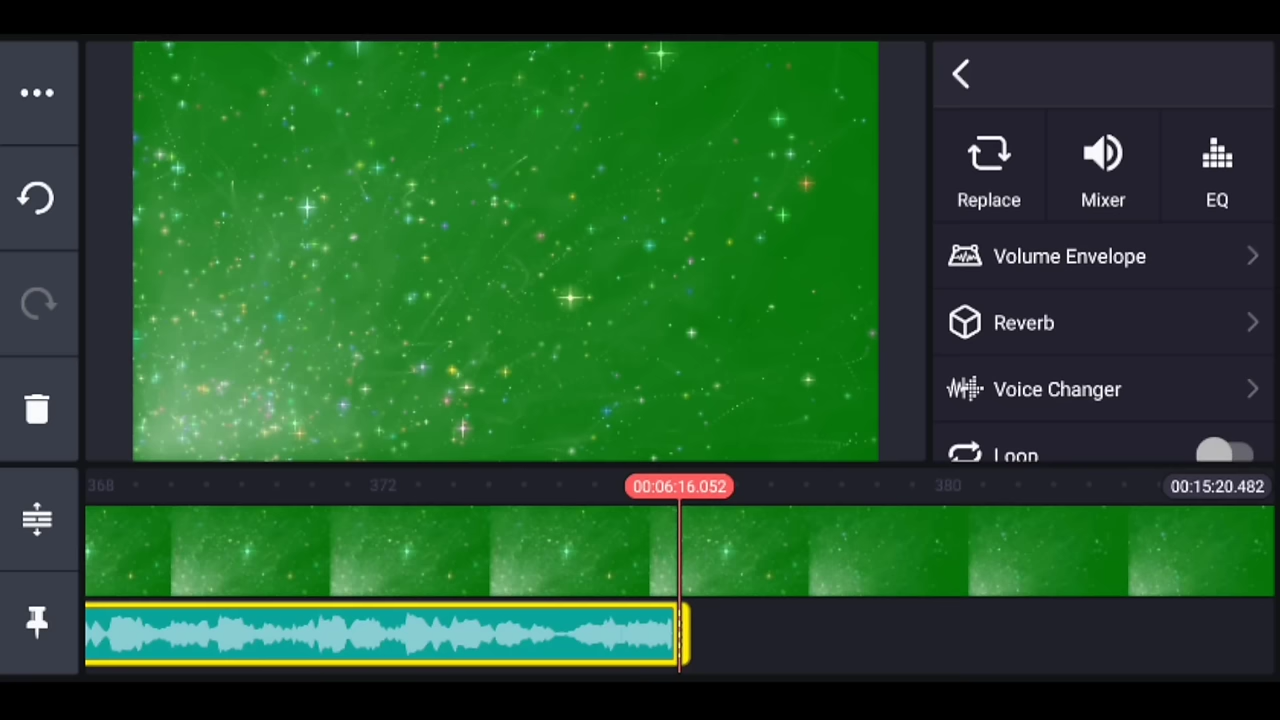 Replace
Mixer
EQ
Volume Envelope
Reverb
Voice Changer
Loop
368
372
00:06:16.052
380
00:15:20.482